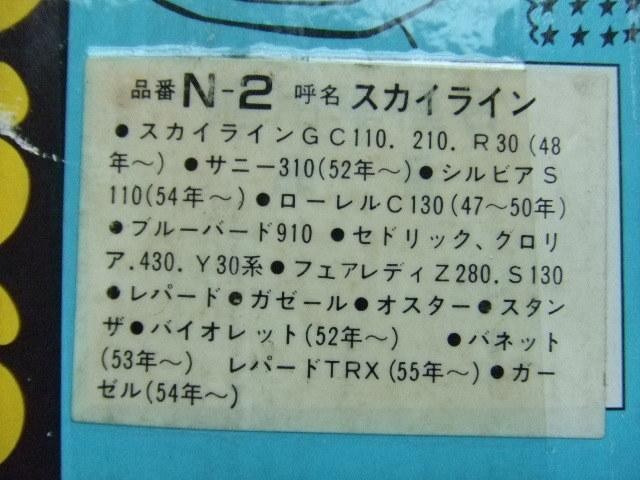 品番 N-2 呼名 スカイライン
●スカイラインGC110. 210. R30(48
年~) ●サニー310(52年~)●シルビアS
110(54年~)●ローレルC130(47~50年)
●ブルーバード910 ●セドリック、クロリ
ア.430. Y30系●フェアレディZ280.S130
●レパード●ガゼール●オスター●スタン
ザ●バイオレット(52年~) ●バネット
(53年~) レパードTRX(55年~)●ガー
ゼル(54年~)